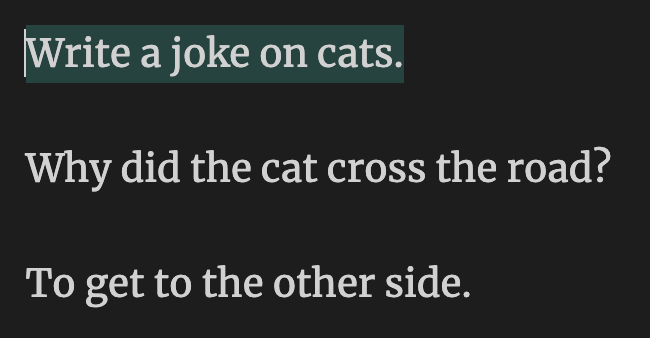 Write a joke on cats.
Why did the cat cross the road?
To get to the other side.